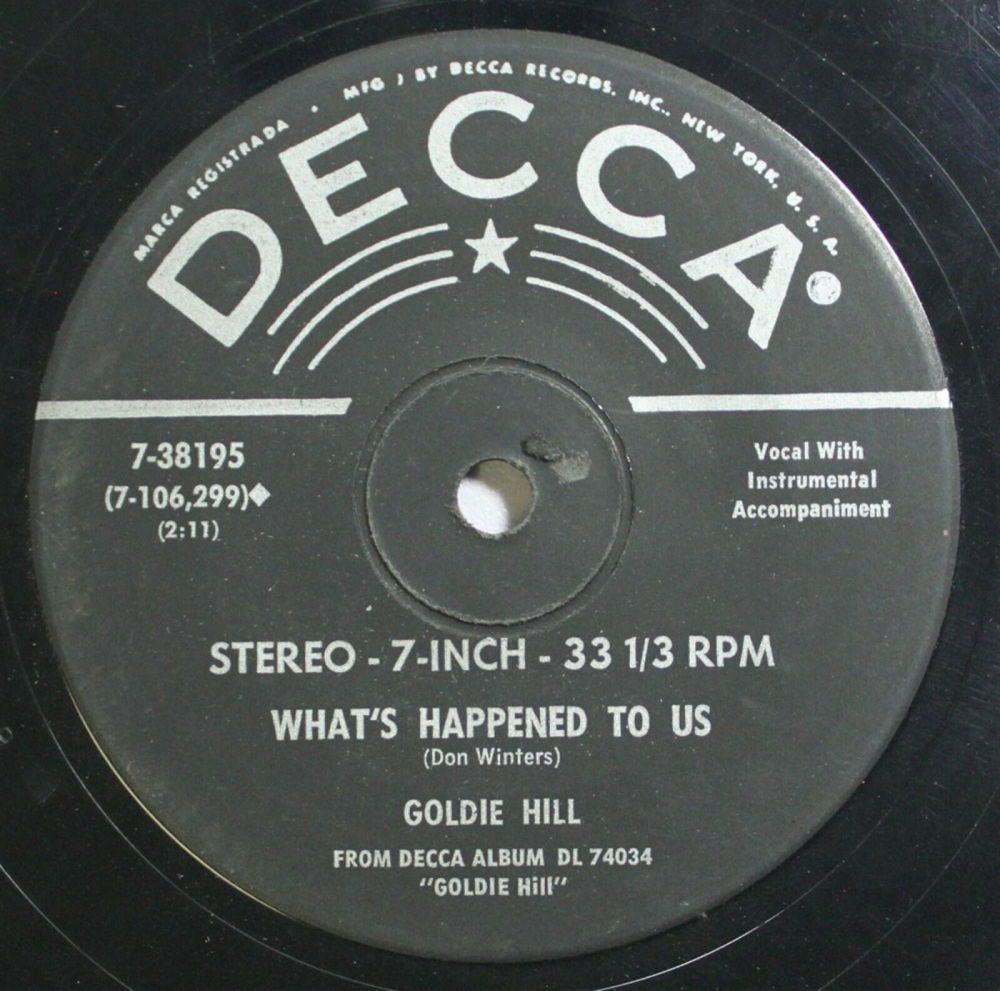 MARCA REGISTRADA • MFG ) BY DECCA RECORDS, INC., NEW YORK, U. S. A.
DECCA
7-38195
(7-106,299)◆
(2:11)
Vocal With
Instrumental
Accompaniment
STEREO - 7-INCH - 33 1/3 RPM
WHAT'S HAPPENED TO US
(Don Winters)
GOLDIE HILL
FROM DECCA ALBUM DL 74034
"GOLDIE Hill"